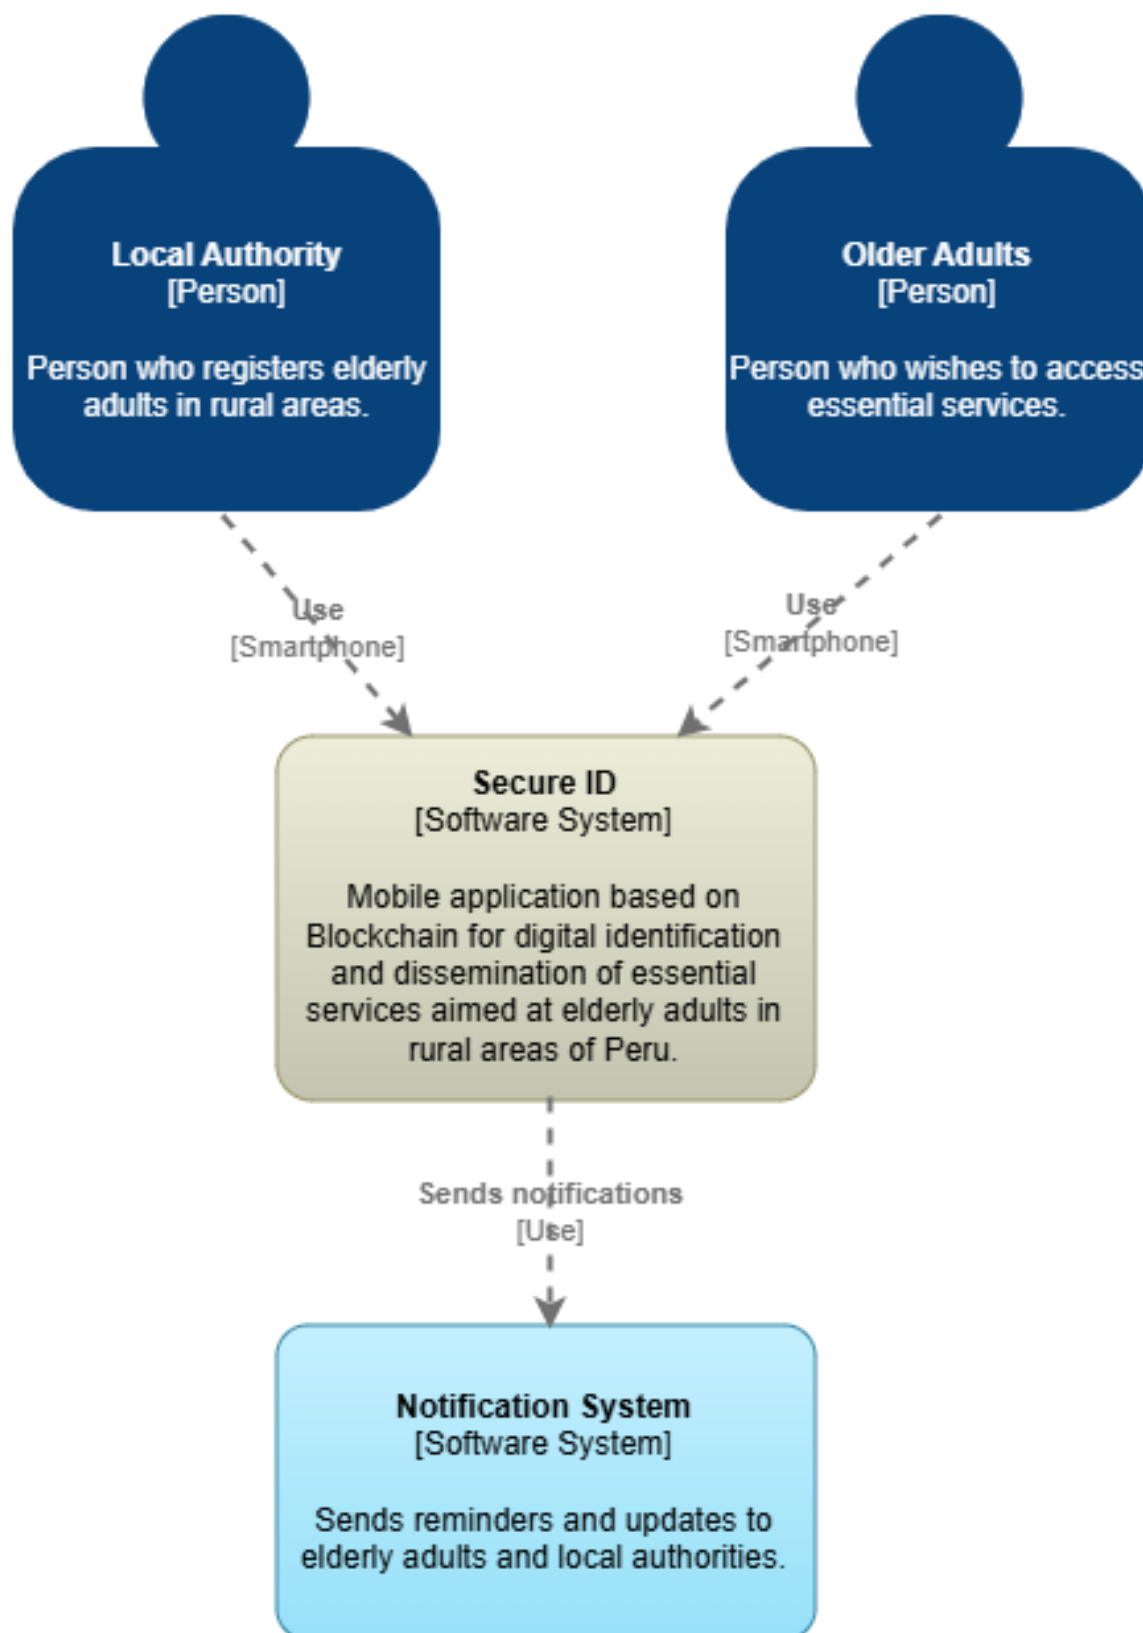 Local Authority
[Person]
Person who registers elderly
adults in rural areas.
Older Adults
[Person]
Person who wishes to access
essential services.
Use
[Smartphone]
Use
[Smartphone]
Secure ID
[Software System]
Mobile application based on
Blockchain for digital identification
and dissemination of essential
services aimed at elderly adults in
rural areas of Peru.
Sends notifications
[Use]
Notification System
[Software System]
Sends reminders and updates to
elderly adults and local authorities.